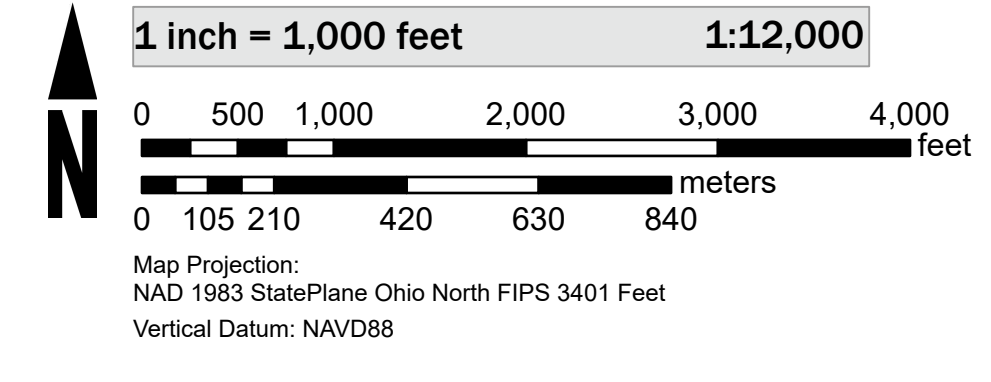 1 inch = 1,000 feet 1:12,000
0 500 1,000 2,000 3,000 4,000
feet
meters
0 105 210 420 630 840
N
Map Projection:
NAD 1983 StatePlane Ohio North FIPS 3401 Feet
Vertical Datum: NAVD88